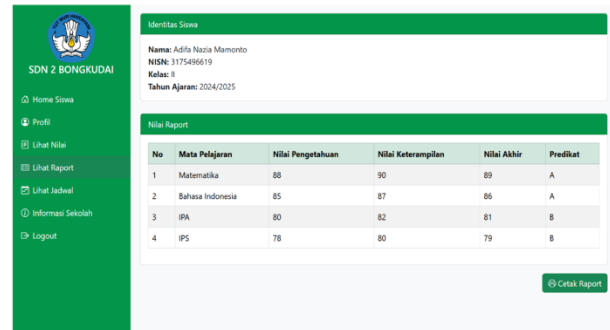 SDN 2 BONGKUDAI
Home Siswa
Profil
Lihat Nilai
Lihat Raport
Lihat Jadwal
Informasi Sekolah
Logout
Identitas Siswa
Nama: Adifa Nazia Mamonto
NISN: 3175496619
Kelas: II
Tahun Ajaran: 2024/2025
Nilai Raport
No Mata Pelajaran Nilai Pengetahuan Nilai Keterampilan Nilai Akhir Predikat
1 Matematika 88 90 89 A
2 Bahasa Indonesia 85 87 86 A
3 IPA 80 82 81 B
4 IPS 78 80 79 B
Cetak Raport